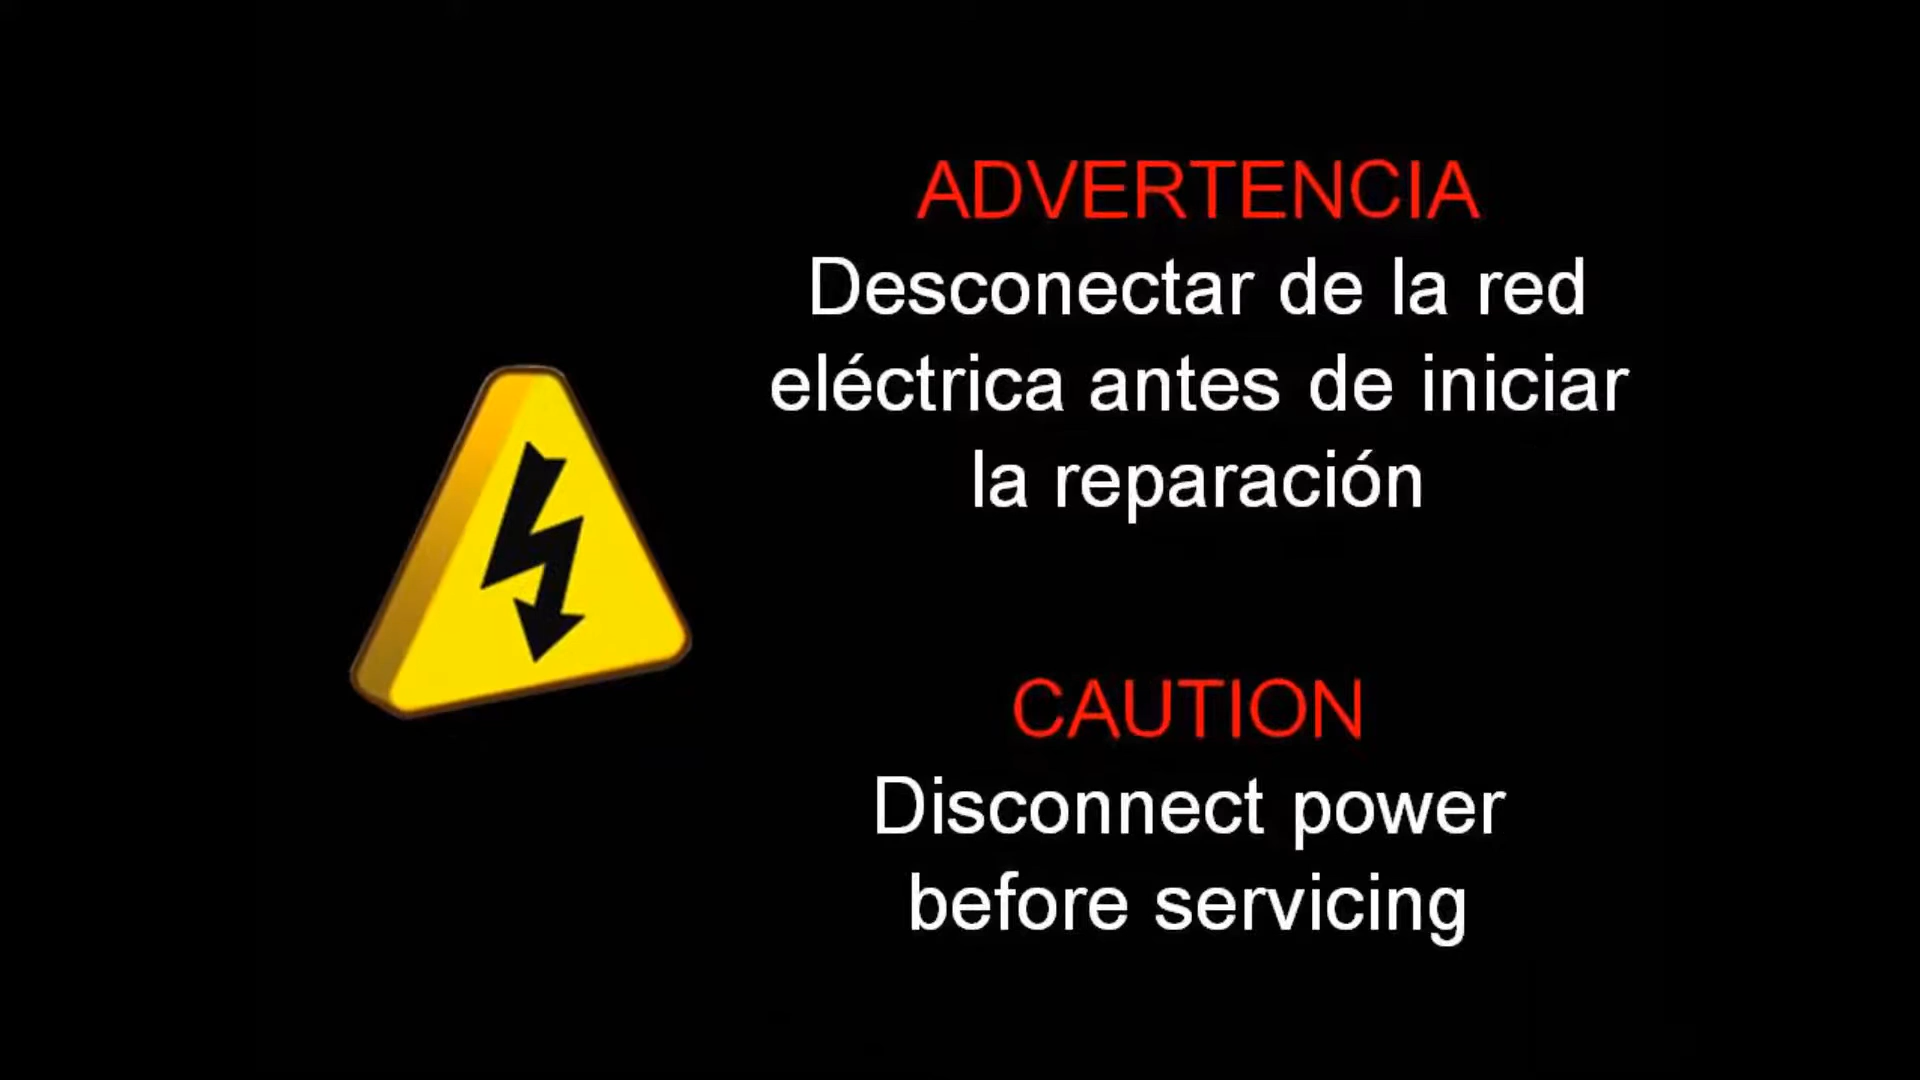 ADVERTENCIA
Desconectar de la red
eléctrica antes de iniciar
la reparación
CAUTION
Disconnect power
before servicing